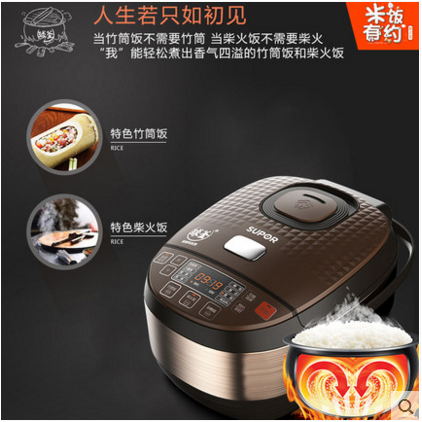 人生若只如初见
当竹筒饭不需要竹筒 当柴火饭不需要柴火
“我”能轻松煮出香气四溢的竹筒饭和柴火饭
米饭
有约
特色竹筒饭
RICE
特色柴火饭
RICE
SUPOR
09:19